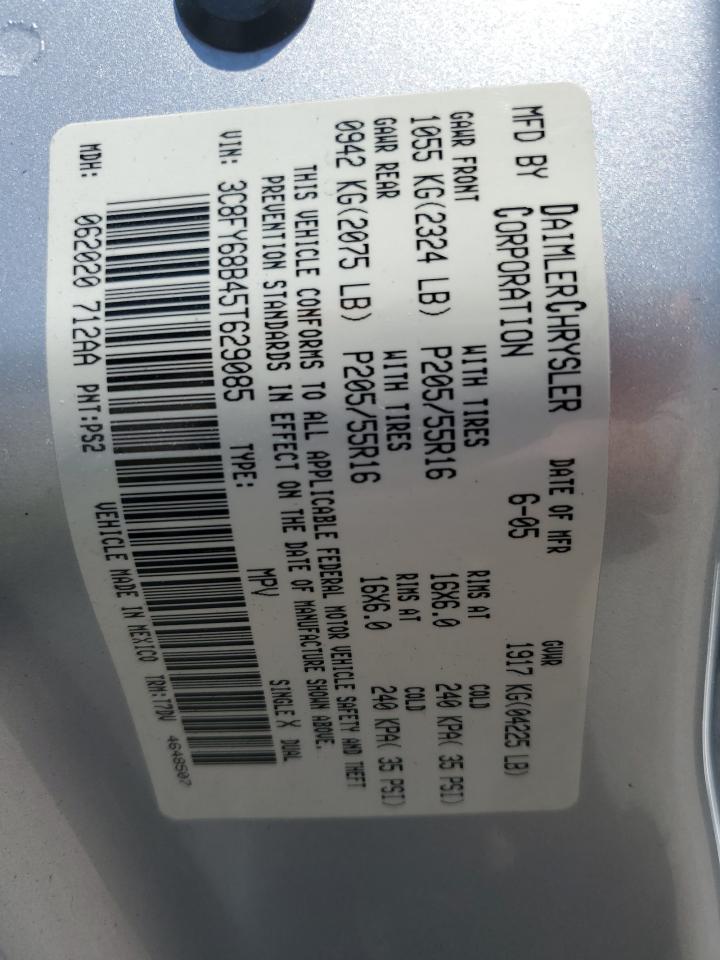 MFD BY DAIMLERCHRYSLER CORPORATION DATE OF MFR 6-05 GVWR 1917 KG(04225 LB)
GAWR FRONT WITH TIRES RIMS AT COLD
1055 KG(2324 LB) P205/55R16 16X6.0 240 KPA( 35 PSI)
GAWR REAR WITH TIRES RIMS AT COLD
0942 KG(2075 LB) P205/55R16 16X6.0 240 KPA( 35 PSI)
THIS VEHICLE CONFORMS TO ALL APPLICABLE FEDERAL MOTOR VEHICLE SAFETY AND THEFT
PREVENTION STANDARDS IN EFFECT ON THE DATE OF MANUFACTURE SHOWN ABOVE.
VIN: 3C8FY68B45T629085 TYPE: MPV SINGLE X DUAL
MDH: 062020 712AA PNT:PS2 VEHICLE MADE IN MEXICO TRM:T7DV 4648507